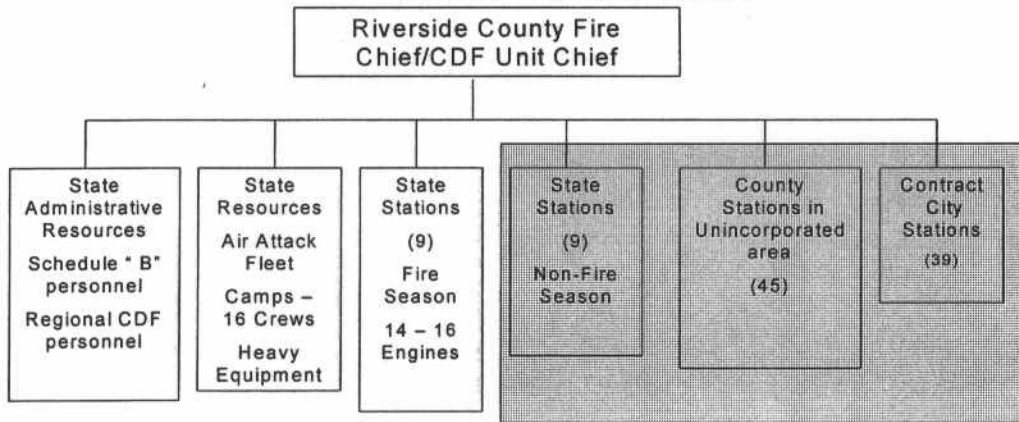 Riverside County Fire
Chief/CDF Unit Chief
State
Administrative
Resources
Schedule " B"
personnel
Regional CDF
personnel
State
Resources
Air Attack
Fleet
Camps –
16 Crews
Heavy
Equipment
State
Stations
(9)
Fire
Season
14 – 16
Engines
State
Stations
(9)
Non-Fire
Season
County
Stations in
Unincorporated
area
(45)
Contract
City
Stations
(39)